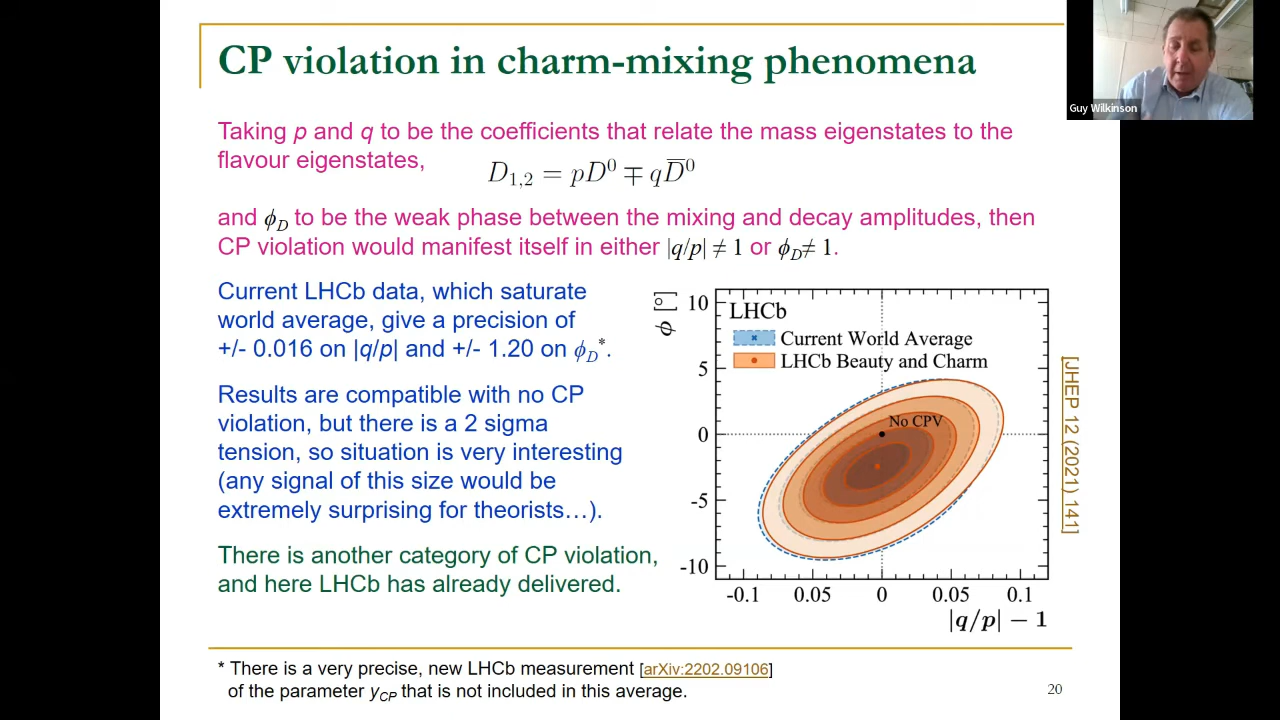 CP violation in charm-mixing phenomena
Guy Wilkinson
Taking p and q to be the coefficients that relate the mass eigenstates to the
flavour eigenstates,
D₁,₂ = pD⁰ ∓ qD̅⁰
and ϕ_D to be the weak phase between the mixing and decay amplitudes, then
CP violation would manifest itself in either |q/p| ≠ 1 or ϕ_D≠ 1.
Current LHCb data, which saturate
world average, give a precision of
+/- 0.016 on |q/p| and +/- 1.20 on ϕ_D*.
Results are compatible with no CP
violation, but there is a 2 sigma
tension, so situation is very interesting
(any signal of this size would be
extremely surprising for theorists…).
There is another category of CP violation,
and here LHCb has already delivered.
ϕ [°]
10
5
0
-5
-10
LHCb
Current World Average
LHCb Beauty and Charm
No CPV
-0.1 0.05 0 0.05 0.1
|q/p| − 1
[JHEP 12 (2021) 141]
* There is a very precise, new LHCb measurement [arXiv:2202.09106]
of the parameter y_CP that is not included in this average.
20